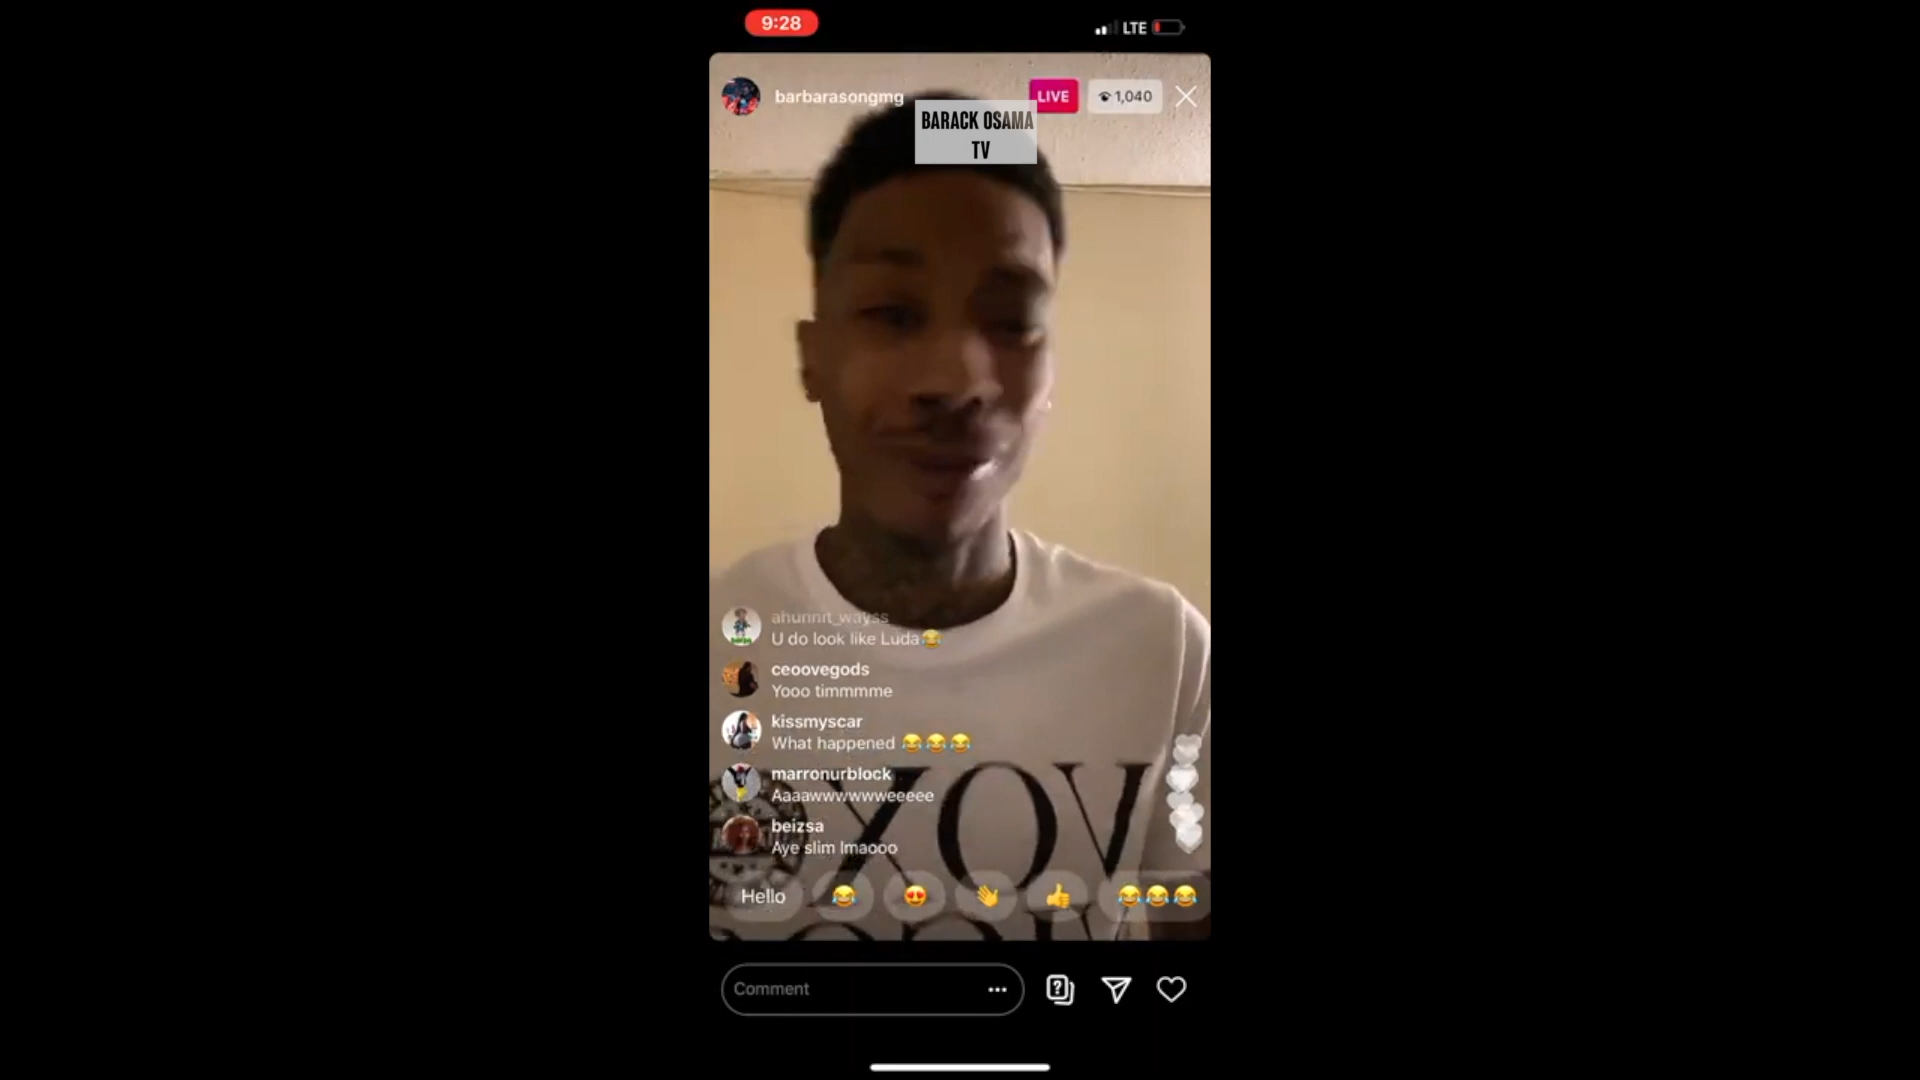 9:28
LTE
barbarasongmg
LIVE
1,040
BARACK OSAMA
TV
ahunnit_wayss
U do look like Luda😂
ceoovegods
Yooo timmmme
kissmyscar
What happened 😂😂😂
marronurblock
Aaaawwwwwweeeee
beizsa
Aye slim lmaooo
XOV
Hello 😂 😍 👋 👍 😂😂😂
Comment